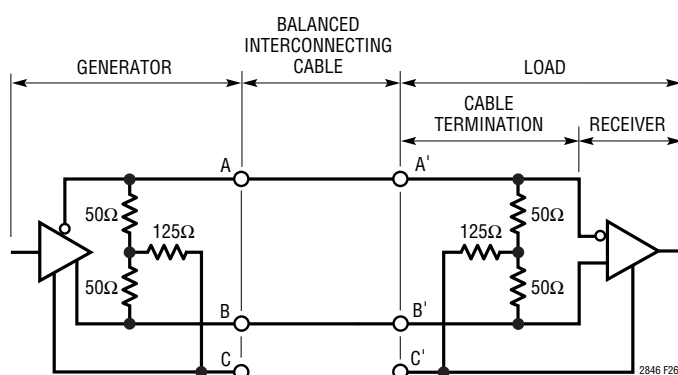 BALANCED
INTERCONNECTING
CABLE
GENERATOR
LOAD
CABLE
TERMINATION
RECEIVER
A
A'
50Ω
125Ω
50Ω
125Ω
50Ω
50Ω
B
B'
C
C'
2846 F26